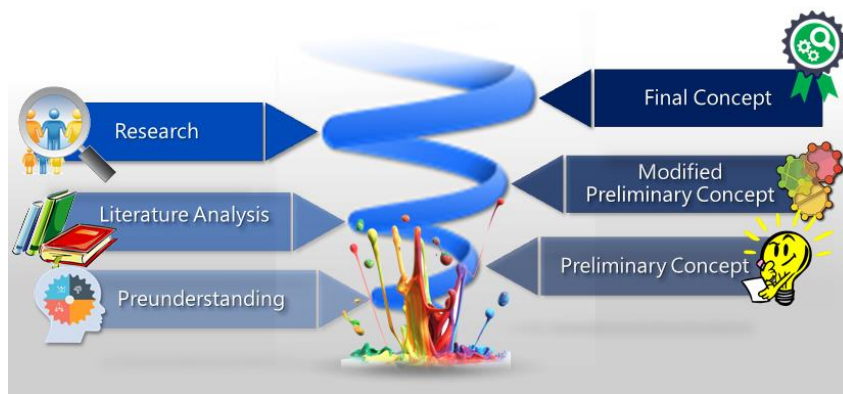 Research
Literature Analysis
Preunderstanding
Final Concept
Modified
Preliminary Concept
Preliminary Concept